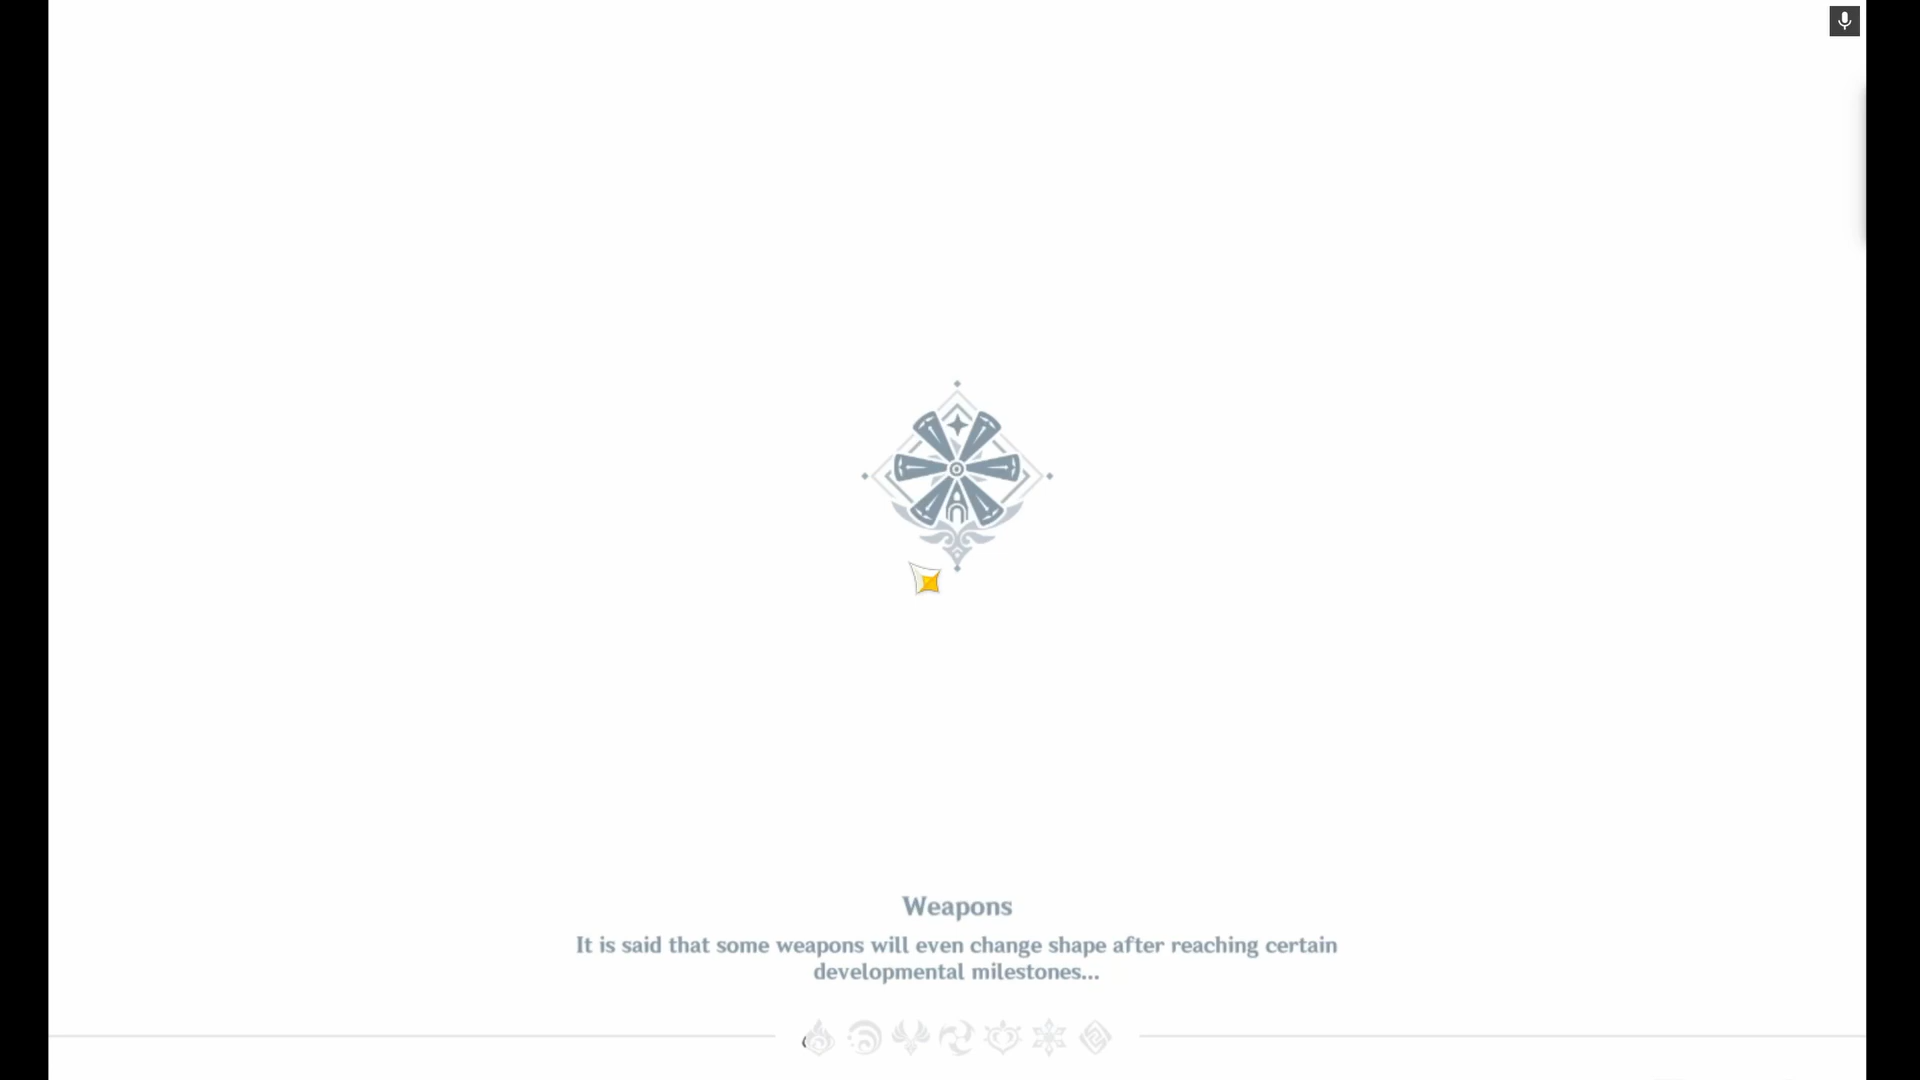 Weapons
It is said that some weapons will even change shape after reaching certain
developmental milestones...